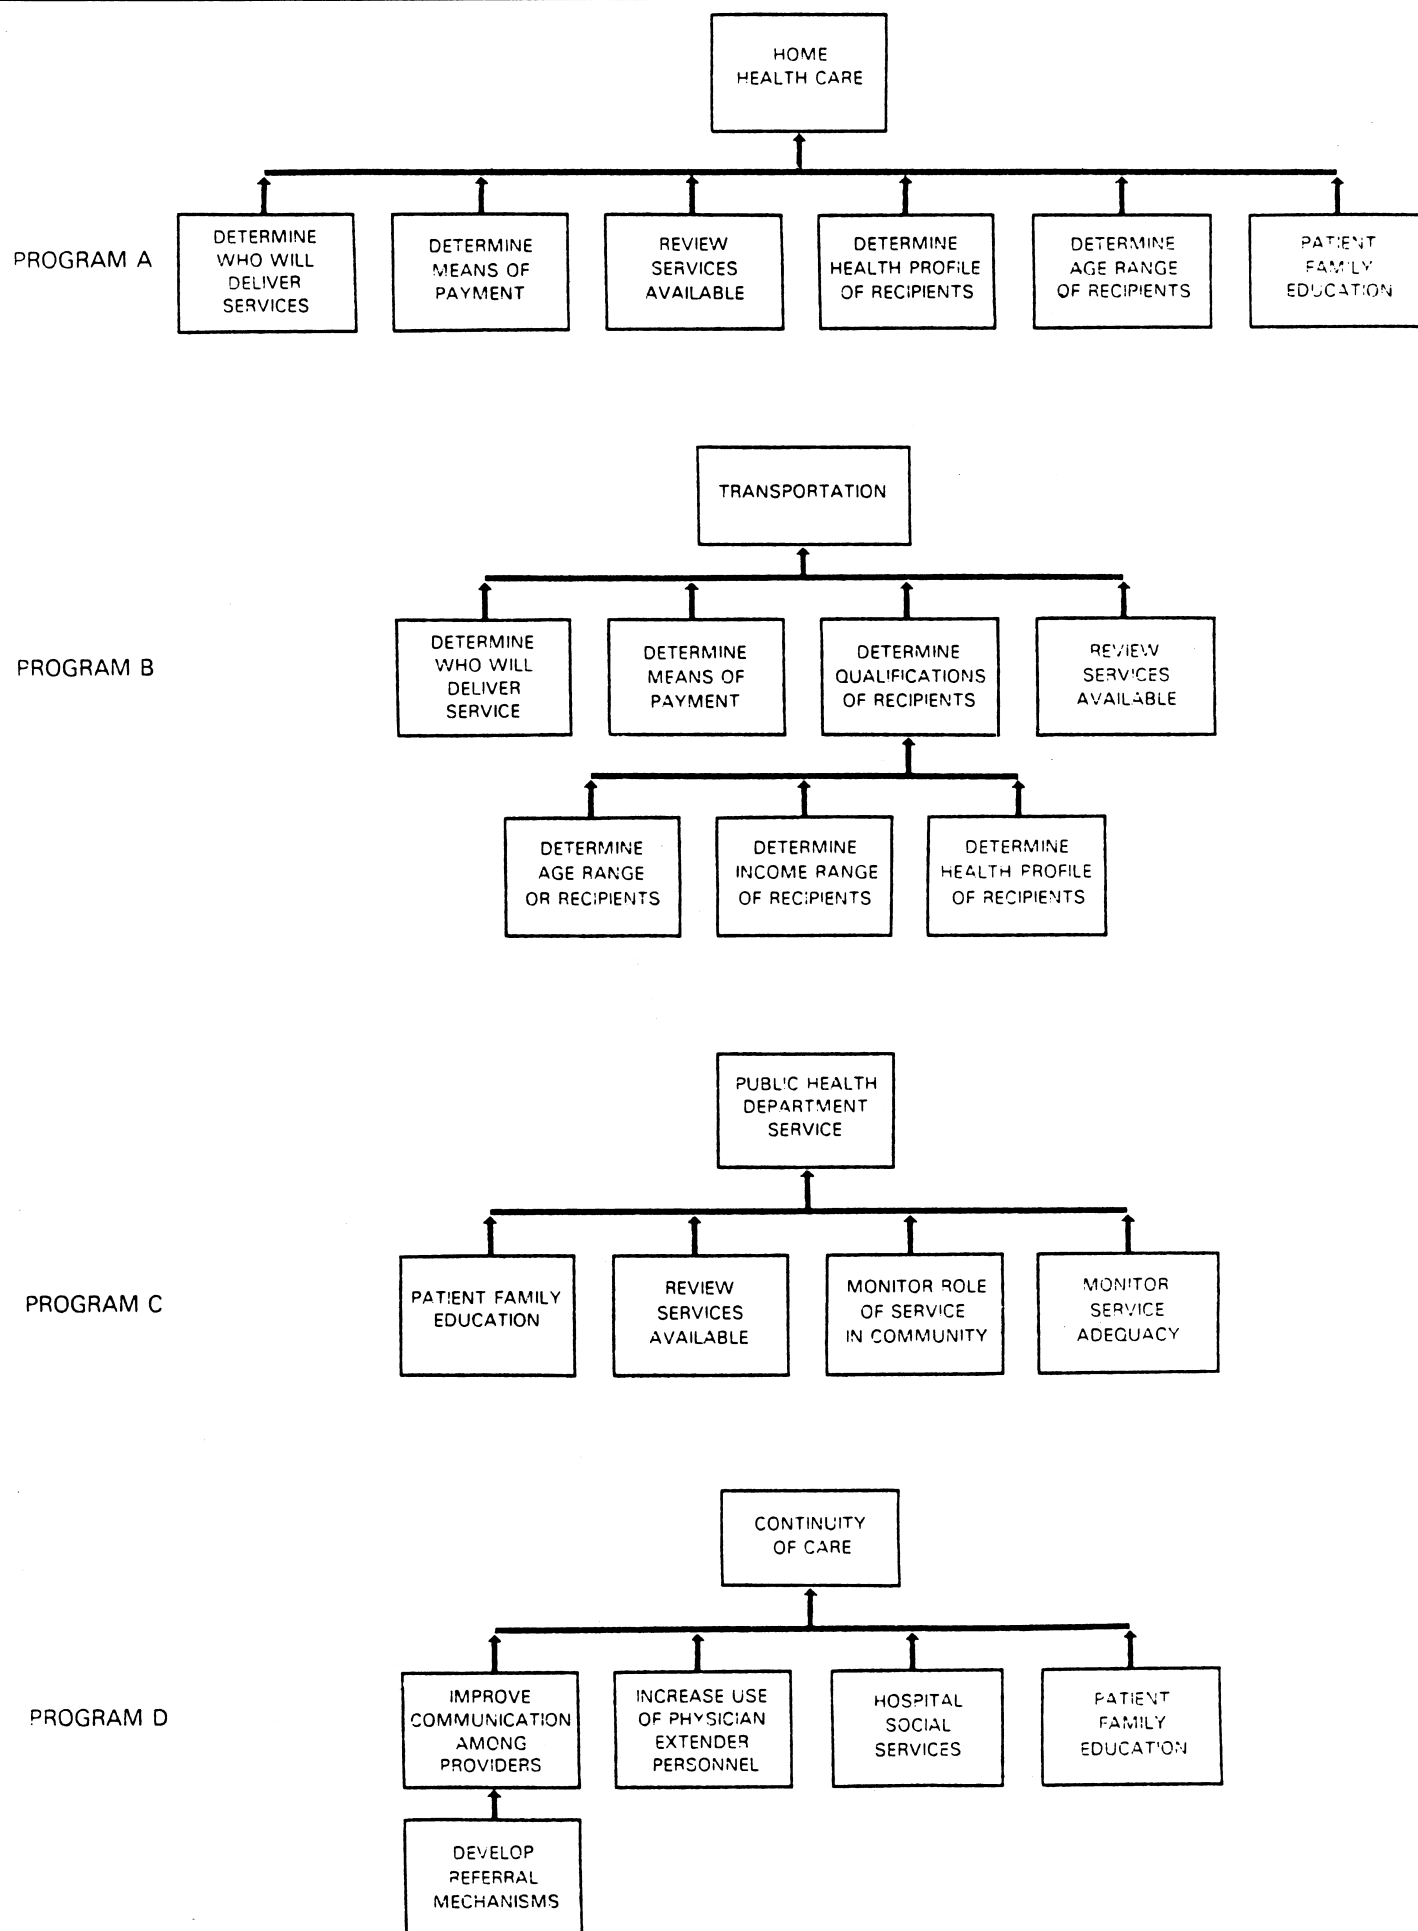 HOME
HEALTH CARE
PROGRAM A
DETERMINE
WHO WILL
DELIVER
SERVICES
DETERMINE
MEANS OF
PAYMENT
REVIEW
SERVICES
AVAILABLE
DETERMINE
HEALTH PROFILE
OF RECIPIENTS
DETERMINE
AGE RANGE
OF RECIPIENTS
PATIENT
FAMILY
EDUCATION
TRANSPORTATION
PROGRAM B
DETERMINE
WHO WILL
DELIVER
SERVICE
DETERMINE
MEANS OF
PAYMENT
DETERMINE
QUALIFICATIONS
OF RECIPIENTS
REVIEW
SERVICES
AVAILABLE
DETERMINE
AGE RANGE
OR RECIPIENTS
DETERMINE
INCOME RANGE
OF RECIPIENTS
DETERMINE
HEALTH PROFILE
OF RECIPIENTS
PUBLIC HEALTH
DEPARTMENT
SERVICE
PROGRAM C
PATIENT FAMILY
EDUCATION
REVIEW
SERVICES
AVAILABLE
MONITOR ROLE
OF SERVICE
IN COMMUNITY
MONITOR
SERVICE
ADEQUACY
CONTINUITY
OF CARE
PROGRAM D
IMPROVE
COMMUNICATION
AMONG
PROVIDERS
INCREASE USE
OF PHYSICIAN
EXTENDER
PERSONNEL
HOSPITAL
SOCIAL
SERVICES
PATIENT
FAMILY
EDUCATION
DEVELOP
REFERRAL
MECHANISMS